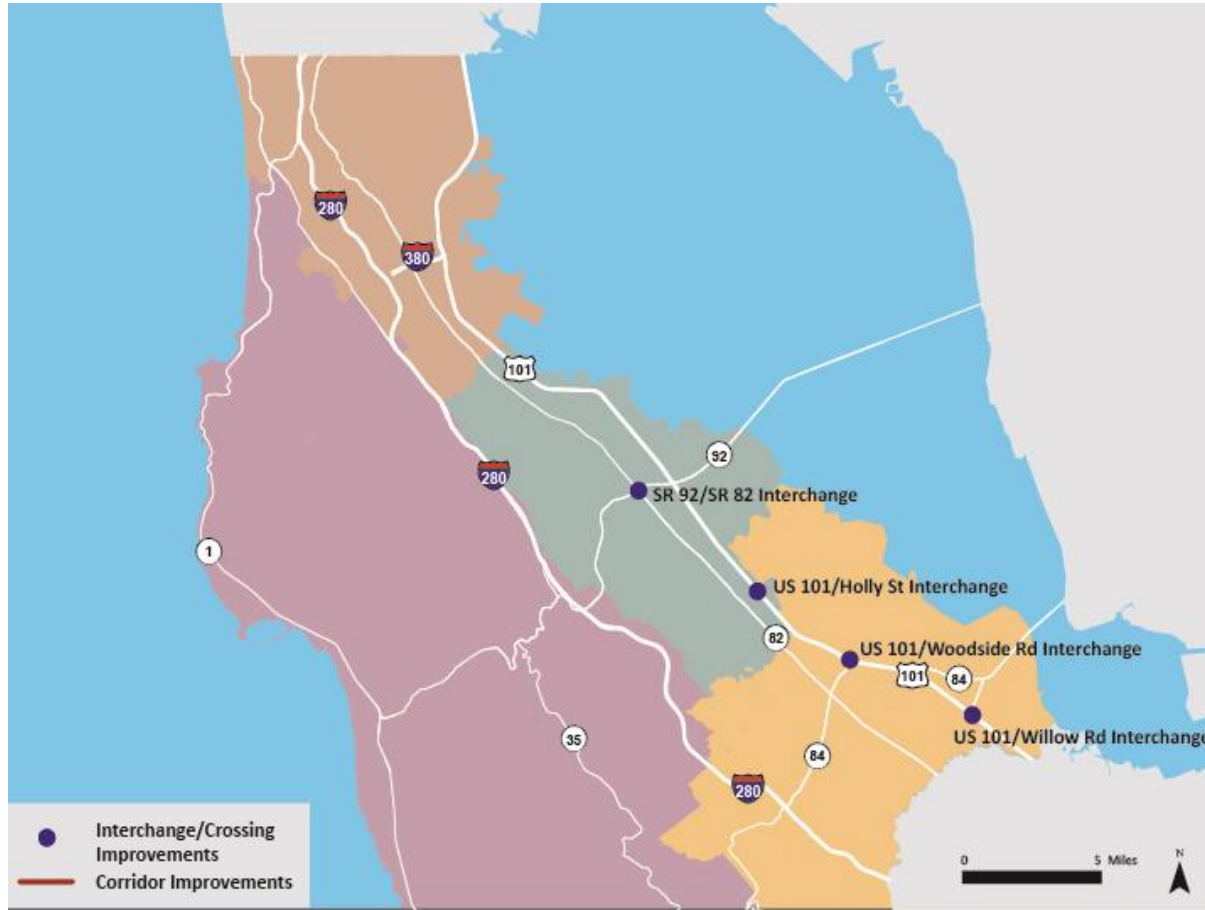 280
380
101
92
280
SR 92/SR 82 Interchange
1
US 101/Holly St Interchange
82
US 101/Woodside Rd Interchange
101
84
35
US 101/Willow Rd Interchange
84
280
Interchange/Crossing
Improvements
Corridor Improvements
0 5 Miles
N